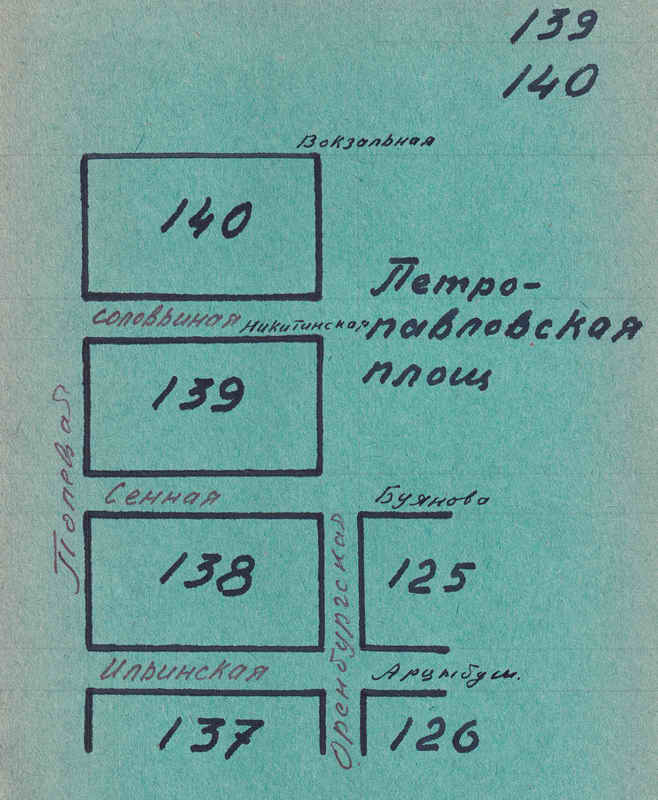 139
140
Вокзальная
140
Петро-
павловская
площ
соловьиная
Никитинская
139
Полевая
Сенная
Буянова
138
125
Оренбургская
Ильинская
Арцыбуш.
137
126